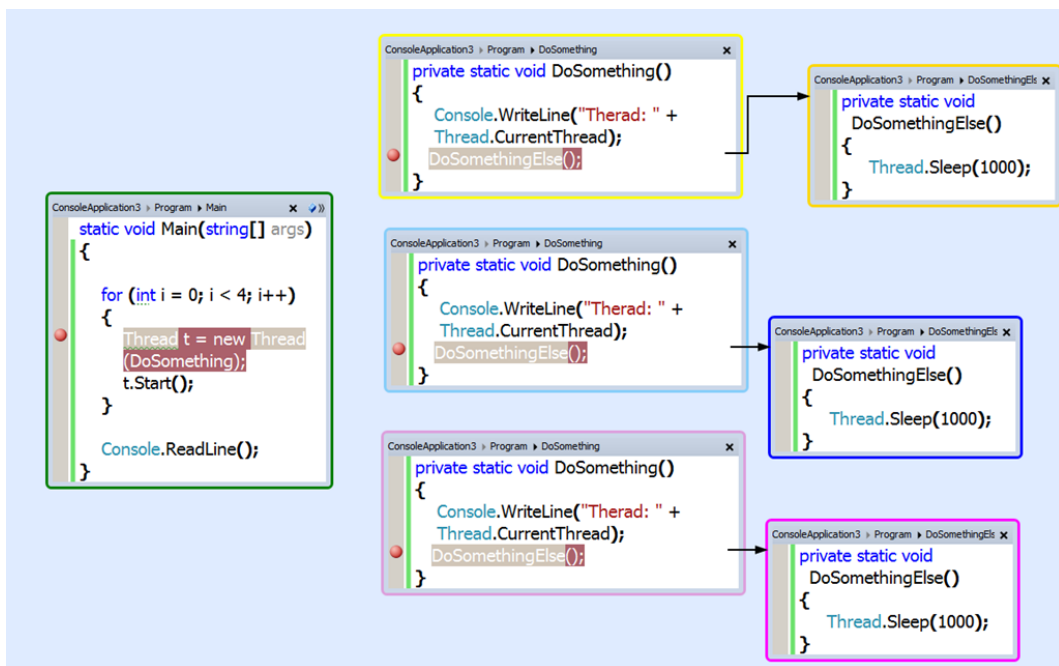 ConsoleApplication3 ▸ Program ▸ Main
static void Main(string[] args)
{
for (int i = 0; i < 4; i++)
{
Thread t = new Thread
(DoSomething);
t.Start();
}
Console.ReadLine();
}
ConsoleApplication3 ▸ Program ▸ DoSomething
private static void DoSomething()
{
Console.WriteLine("Therad: " +
Thread.CurrentThread);
DoSomethingElse();
}
ConsoleApplication3 ▸ Program ▸ DoSomethingEls
private static void
DoSomethingElse()
{
Thread.Sleep(1000);
}
ConsoleApplication3 ▸ Program ▸ DoSomething
private static void DoSomething()
{
Console.WriteLine("Therad: " +
Thread.CurrentThread);
DoSomethingElse();
}
ConsoleApplication3 ▸ Program ▸ DoSomethingEls
private static void
DoSomethingElse()
{
Thread.Sleep(1000);
}
ConsoleApplication3 ▸ Program ▸ DoSomething
private static void DoSomething()
{
Console.WriteLine("Therad: " +
Thread.CurrentThread);
DoSomethingElse();
}
ConsoleApplication3 ▸ Program ▸ DoSomethingEls
private static void
DoSomethingElse()
{
Thread.Sleep(1000);
}